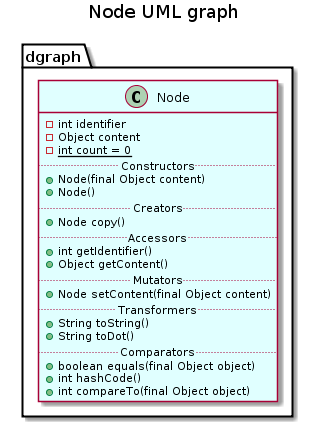 Node UML graph
dgraph
C Node
int identifier
Object content
int count = 0
Constructors
Node(final Object content)
Node()
Creators
Node copy()
Accessors
int getIdentifier()
Object getContent()
Mutators
Node setContent(final Object content)
Transformers
String toString()
String toDot()
Comparators
boolean equals(final Object object)
int hashCode()
int compareTo(final Object object)